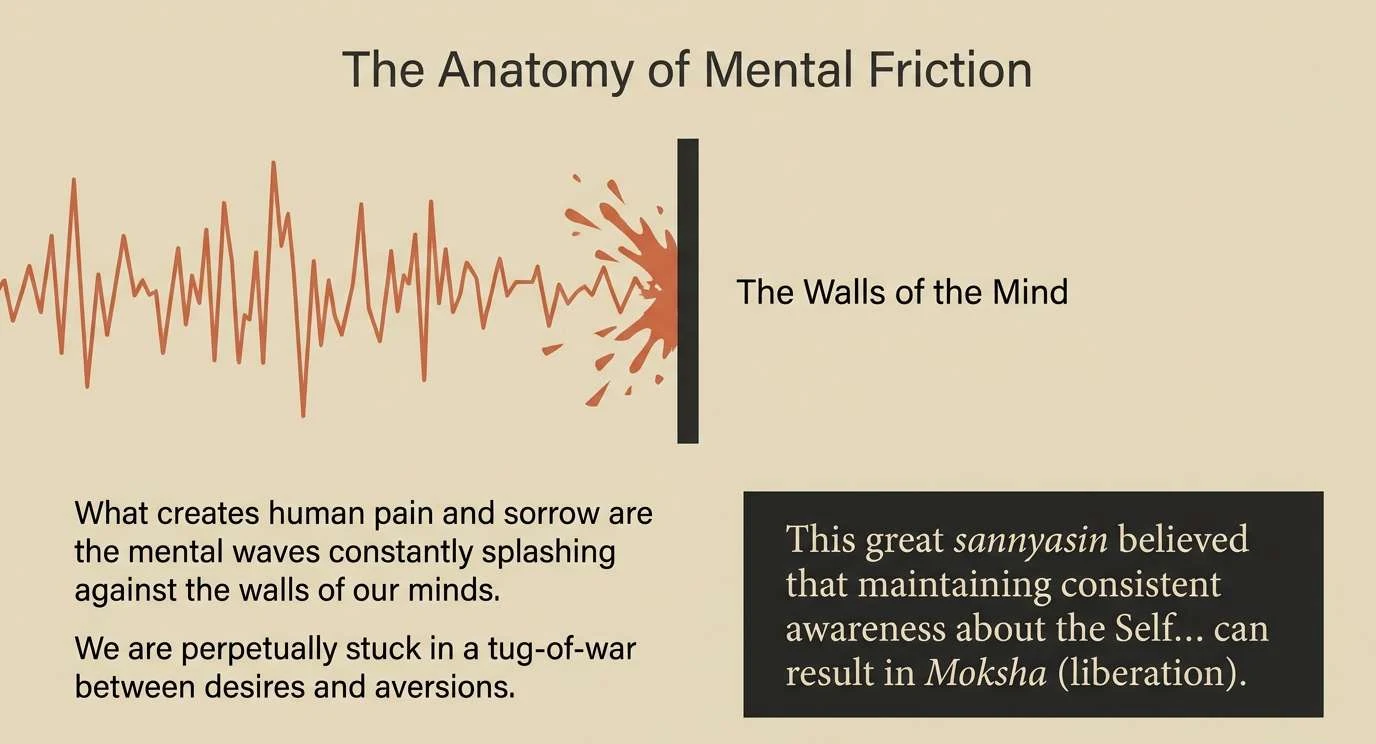 The Anatomy of Mental Friction
The Walls of the Mind
What creates human pain and sorrow are
the mental waves constantly splashing
against the walls of our minds.
We are perpetually stuck in a tug-of-war
between desires and aversions.
This great sannyasin believed
that maintaining consistent
awareness about the Self... can
result in Moksha (liberation).